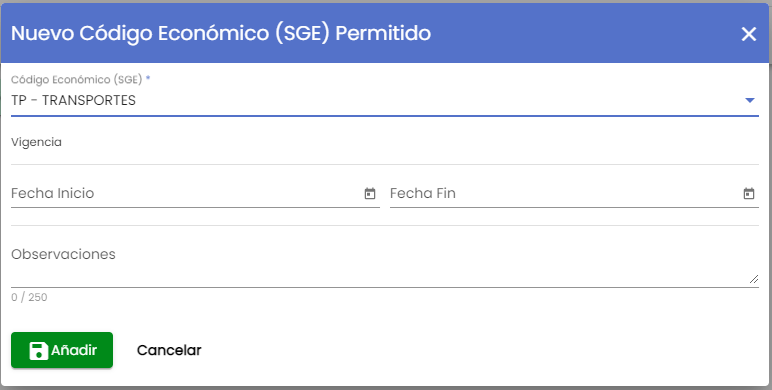 Nuevo Código Económico (SGE) Permitido
Código Económico (SGE) *
TP - TRANSPORTES
Vigencia
Fecha Inicio
Fecha Fin
Observaciones
0 / 250
Añadir
Cancelar